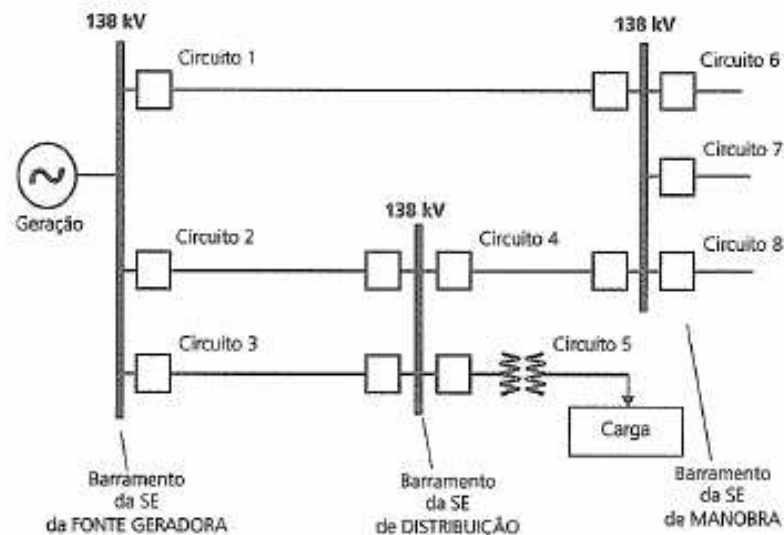 138 kV
138 kV
Circuito 1
Circuito 6
Circuito 7
Geração
138 kV
Circuito 2
Circuito 4
Circuito 8
Circuito 3
Circuito 5
Carga
Barramento
da SE
da FONTE GERADORA
Barramento
da SE
de DISTRIBUIÇÃO
Barramento
da SE
de MANOBRA